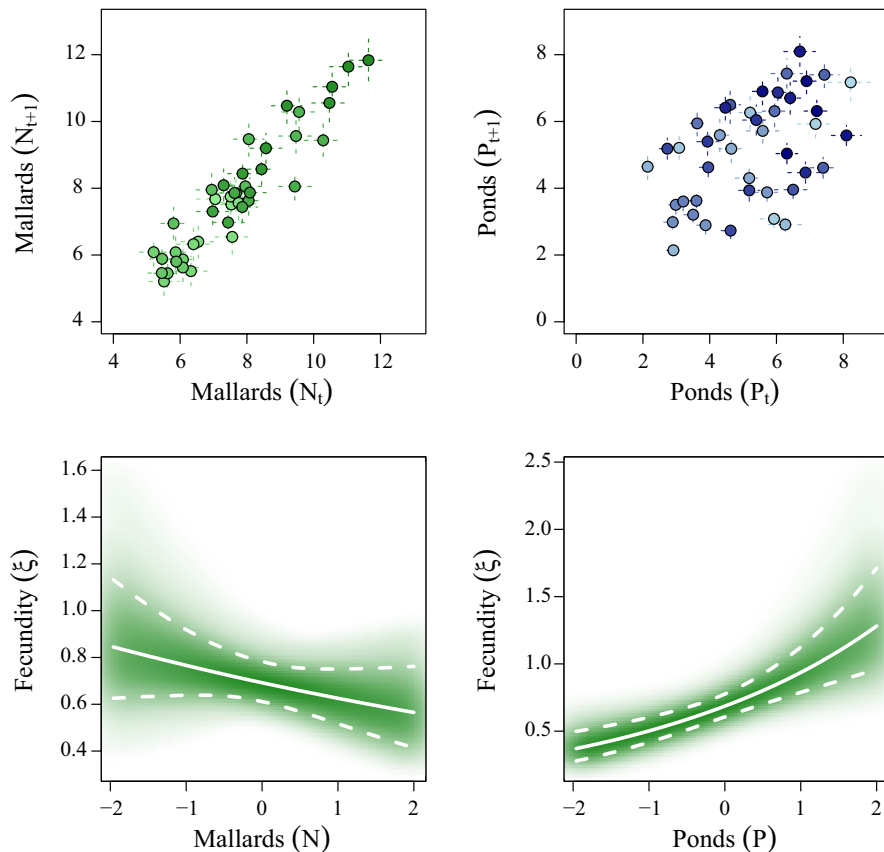 Mallards (Nt+1)
12
10
8
6
4
4 6 8 10 12
Mallards (Nt)
Ponds (Pt+1)
8
6
4
2
0
0 2 4 6 8
Ponds (Pt)
Fecundity (ξ)
1.6
1.4
1.2
1.0
0.8
0.6
0.4
−2 −1 0 1 2
Mallards (N)
Fecundity (ξ)
2.5
2.0
1.5
1.0
0.5
−2 −1 0 1 2
Ponds (P)